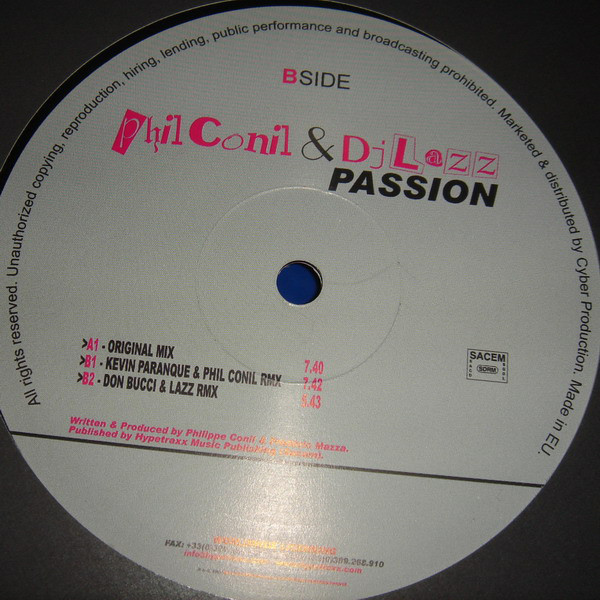 All rights reserved. Unauthorized copying, reproduction, hiring, lending, public performance and broadcasting prohibited. Marketed & distributed by Cyber Production. Made in EU.
BSIDE
Phil Conil & Dj Lazz
PASSION
>A1 - ORIGINAL MIX 7.40
>B1 - KEVIN PARANQUE & PHIL CONIL RMX 7.42
>B2 - DON BUCCI & LAZZ RMX 5.43
SACEM
SDRM
Written & Produced by Philippe Conil & Mazza.
Published by Hypetraxx Music Publishing
FAX: